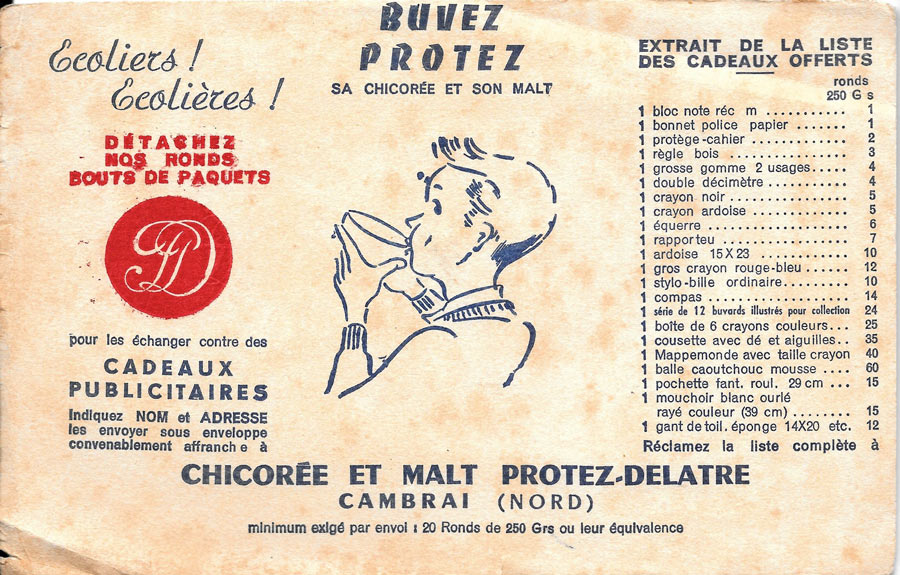 BUVEZ
PROTEZ
SA CHICORÉE ET SON MALT
Ecoliers !
Ecolières !
DÉTACHEZ
NOS RONDS
BOUTS DE PAQUETS
PD
pour les échanger contre des
CADEAUX
PUBLICITAIRES
Indiquez NOM et ADRESSE
les envoyer sous enveloppe
convenablement affranch e à
EXTRAIT DE LA LISTE
DES CADEAUX OFFERTS
ronds
250 G s
1 bloc note réc m ........... 1
1 bonnet police papier ....... 1
1 protège-cahier ............. 2
1 règle bois ................ 3
1 grosse gomme 2 usages..... 4
1 double décimètre ........... 4
1 crayon noir ................ 5
1 crayon ardoise ............. 5
1 équerre .................... 6
1 rapporteu .................. 7
1 ardoise 15X23 ............. 10
1 gros crayon rouge-bleu ...... 12
1 stylo-bille ordinaire......... 10
1 compas .................... 14
1 série de 12 buvards illustrés pour collection 24
1 boîte de 6 crayons couleurs... 25
1 cousette avec dé et aiguilles.. 35
1 Mappemonde avec taille crayon 40
1 balle caoutchouc mousse .... 60
1 pochette fant. roul. 29 cm ... 15
1 mouchoir blanc ourlé
rayé couleur (39 cm) ........ 15
1 gant de toil. éponge 14X20 etc. 12
Réclamez la liste complète à
CHICORÉE ET MALT PROTEZ-DELATRE
CAMBRAI (NORD)
minimum exigé par envoi : 20 Ronds de 250 Grs ou leur équivalence